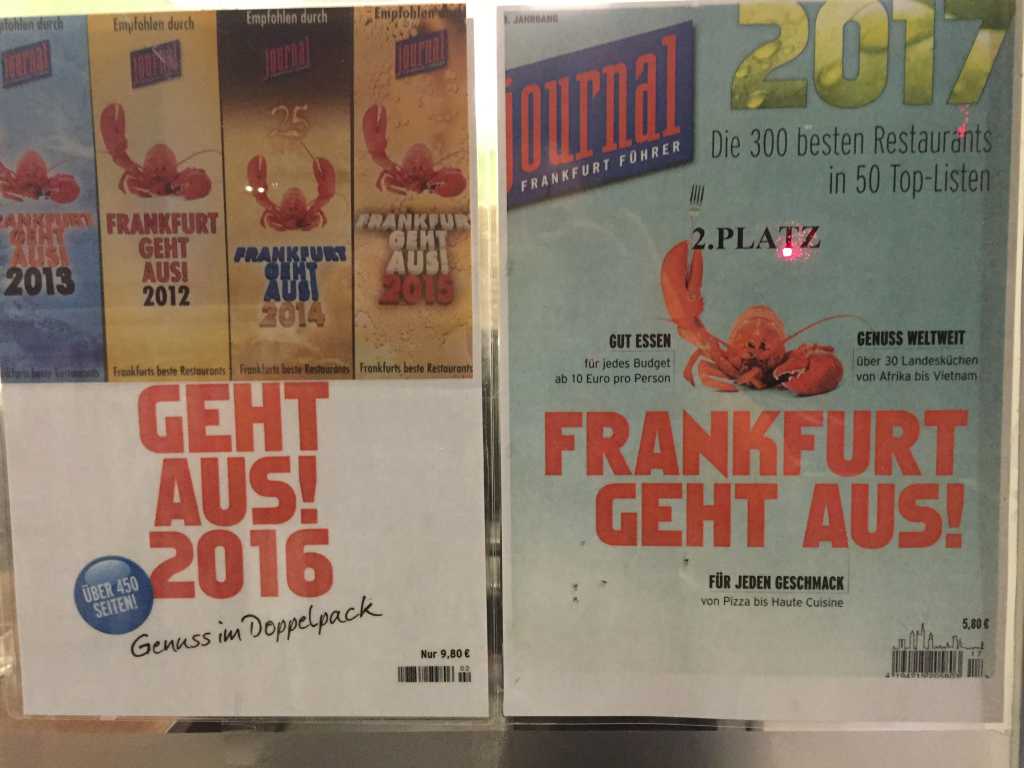 Empfohlen durch
journal
FRANKFURT
GEHT
AUS!
2013
Frankfurts beste Restaurants
Empfohlen durch
journal
FRANKFURT
GEHT
AUS!
2012
Frankfurts beste Restaurants
Empfohlen durch
journal
25
FRANKFURT
GEHT
AUS!
2014
Frankfurts beste Restaurants
Empfohlen durch
journal
FRANKFURT
GEHT
AUS!
2015
Frankfurts beste Restaurants
GEHT
AUS!
2016
ÜBER 450
SEITEN!
Genuss im Doppelpack
Nur 9,80 €
02
JAHRGANG
2017
journal
FRANKFURT FÜHRER
Die 300 besten Restaurants
in 50 Top-Listen
2.PLATZ
GUT ESSEN
für jedes Budget
ab 10 Euro pro Person
GENUSS WELTWEIT
über 30 Landesküchen
von Afrika bis Vietnam
FRANKFURT
GEHT AUS!
FÜR JEDEN GESCHMACK
von Pizza bis Haute Cuisine
5,80 €
17